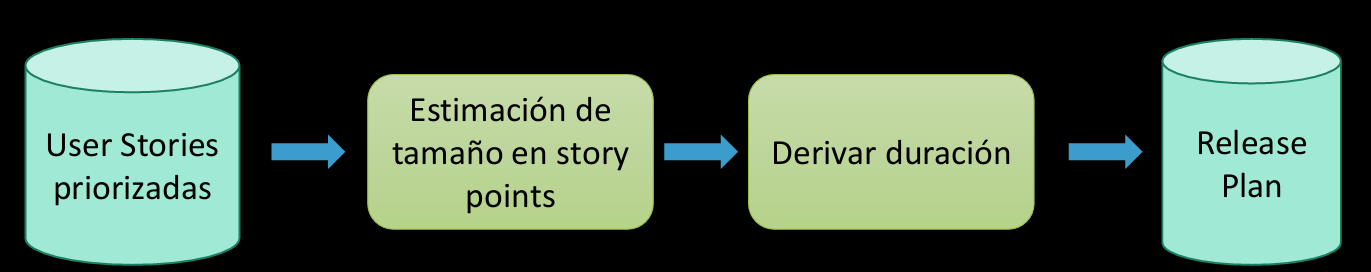 User Stories
priorizadas
Estimación de
tamaño en story
points
Derivar duración
Release
Plan